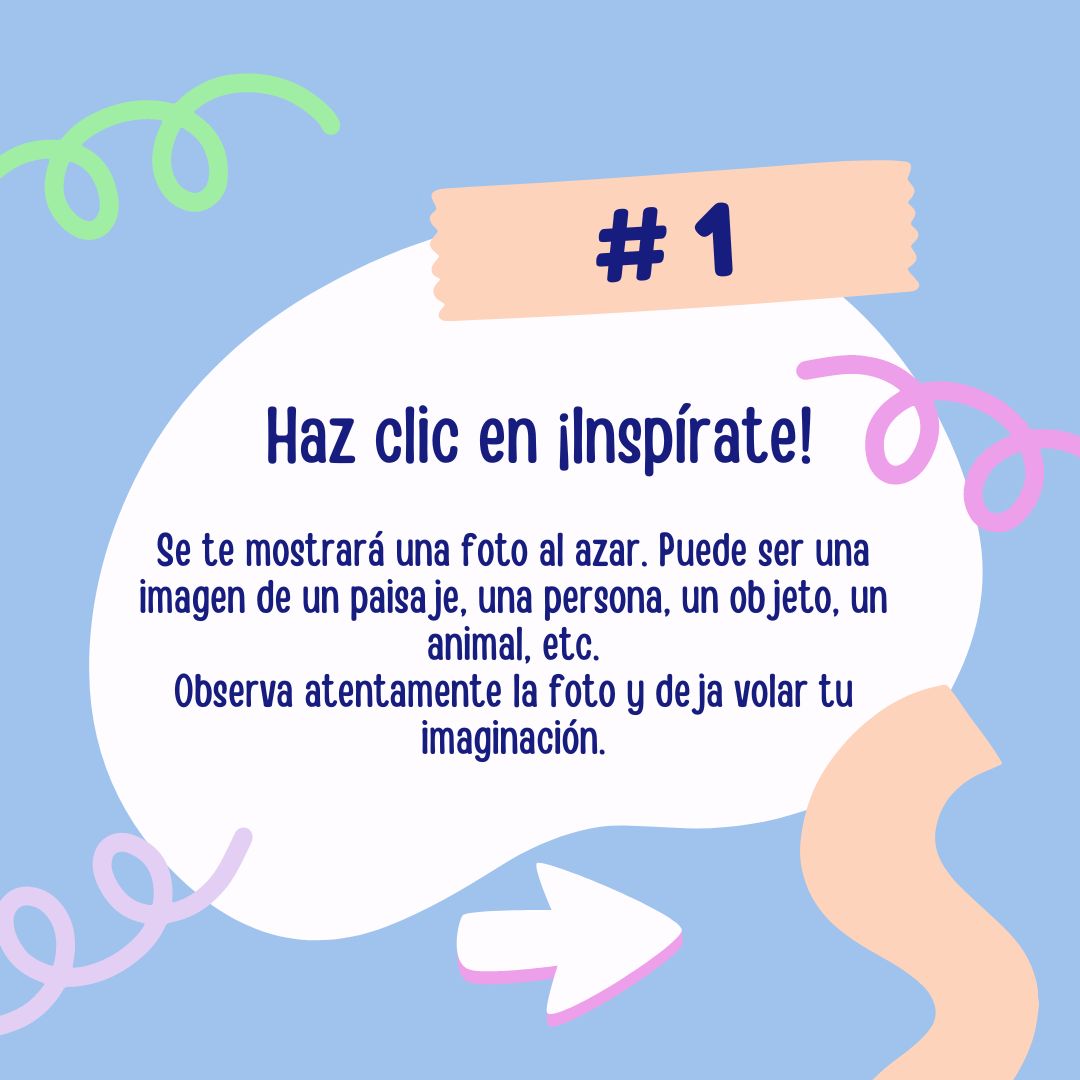 # 1
Haz clic en ¡Inspírate!
Se te mostrará una foto al azar. Puede ser una
imagen de un paisaje, una persona, un objeto, un
animal, etc.
Observa atentamente la foto y deja volar tu
imaginación.